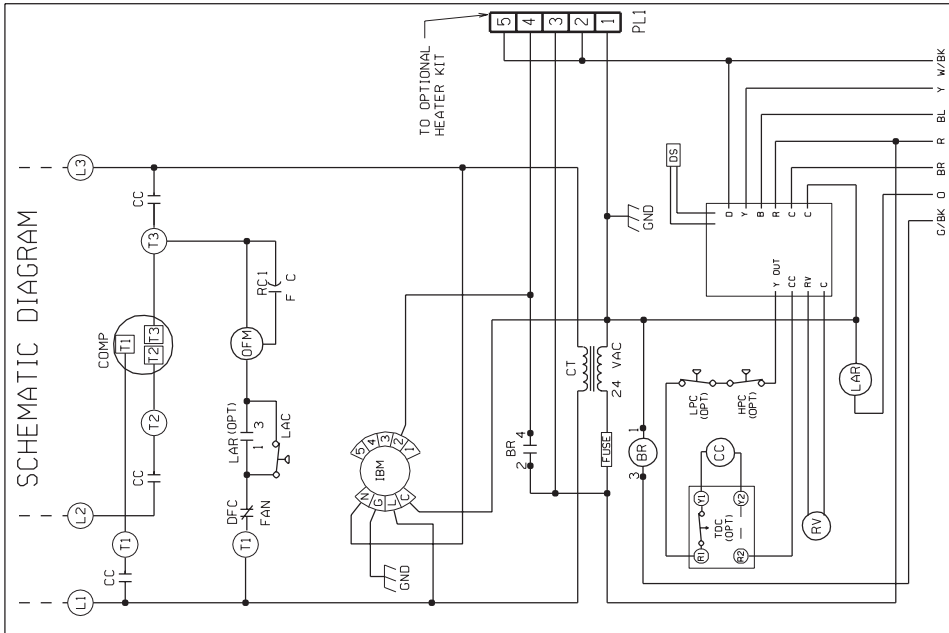 SCHEMATIC DIAGRAM
L1
L2
L3
CC
CC
CC
T1
T2
T3
COMP
T1
T2
T3
T1
DFC
FAN
LAR (OPT)
1 3
LAC
OFM
RC1
F C
IBM
5
4
3
2
1
N
G
L
C
GND
TO OPTIONAL
HEATER KIT
5
4
3
2
1
PL1
BR
2 4
CT
24 VAC
FUSE
GND
BR
3 1
DS
D
Y
B
R
C
C
Y OUT
CC
RV
C
LPC
(OPT)
HPC
(OPT)
LAR
CC
TDC
(OPT)
R1
Y1
R2
Y2
RV
W/BK
Y
BL
R
BR
O
G/BK